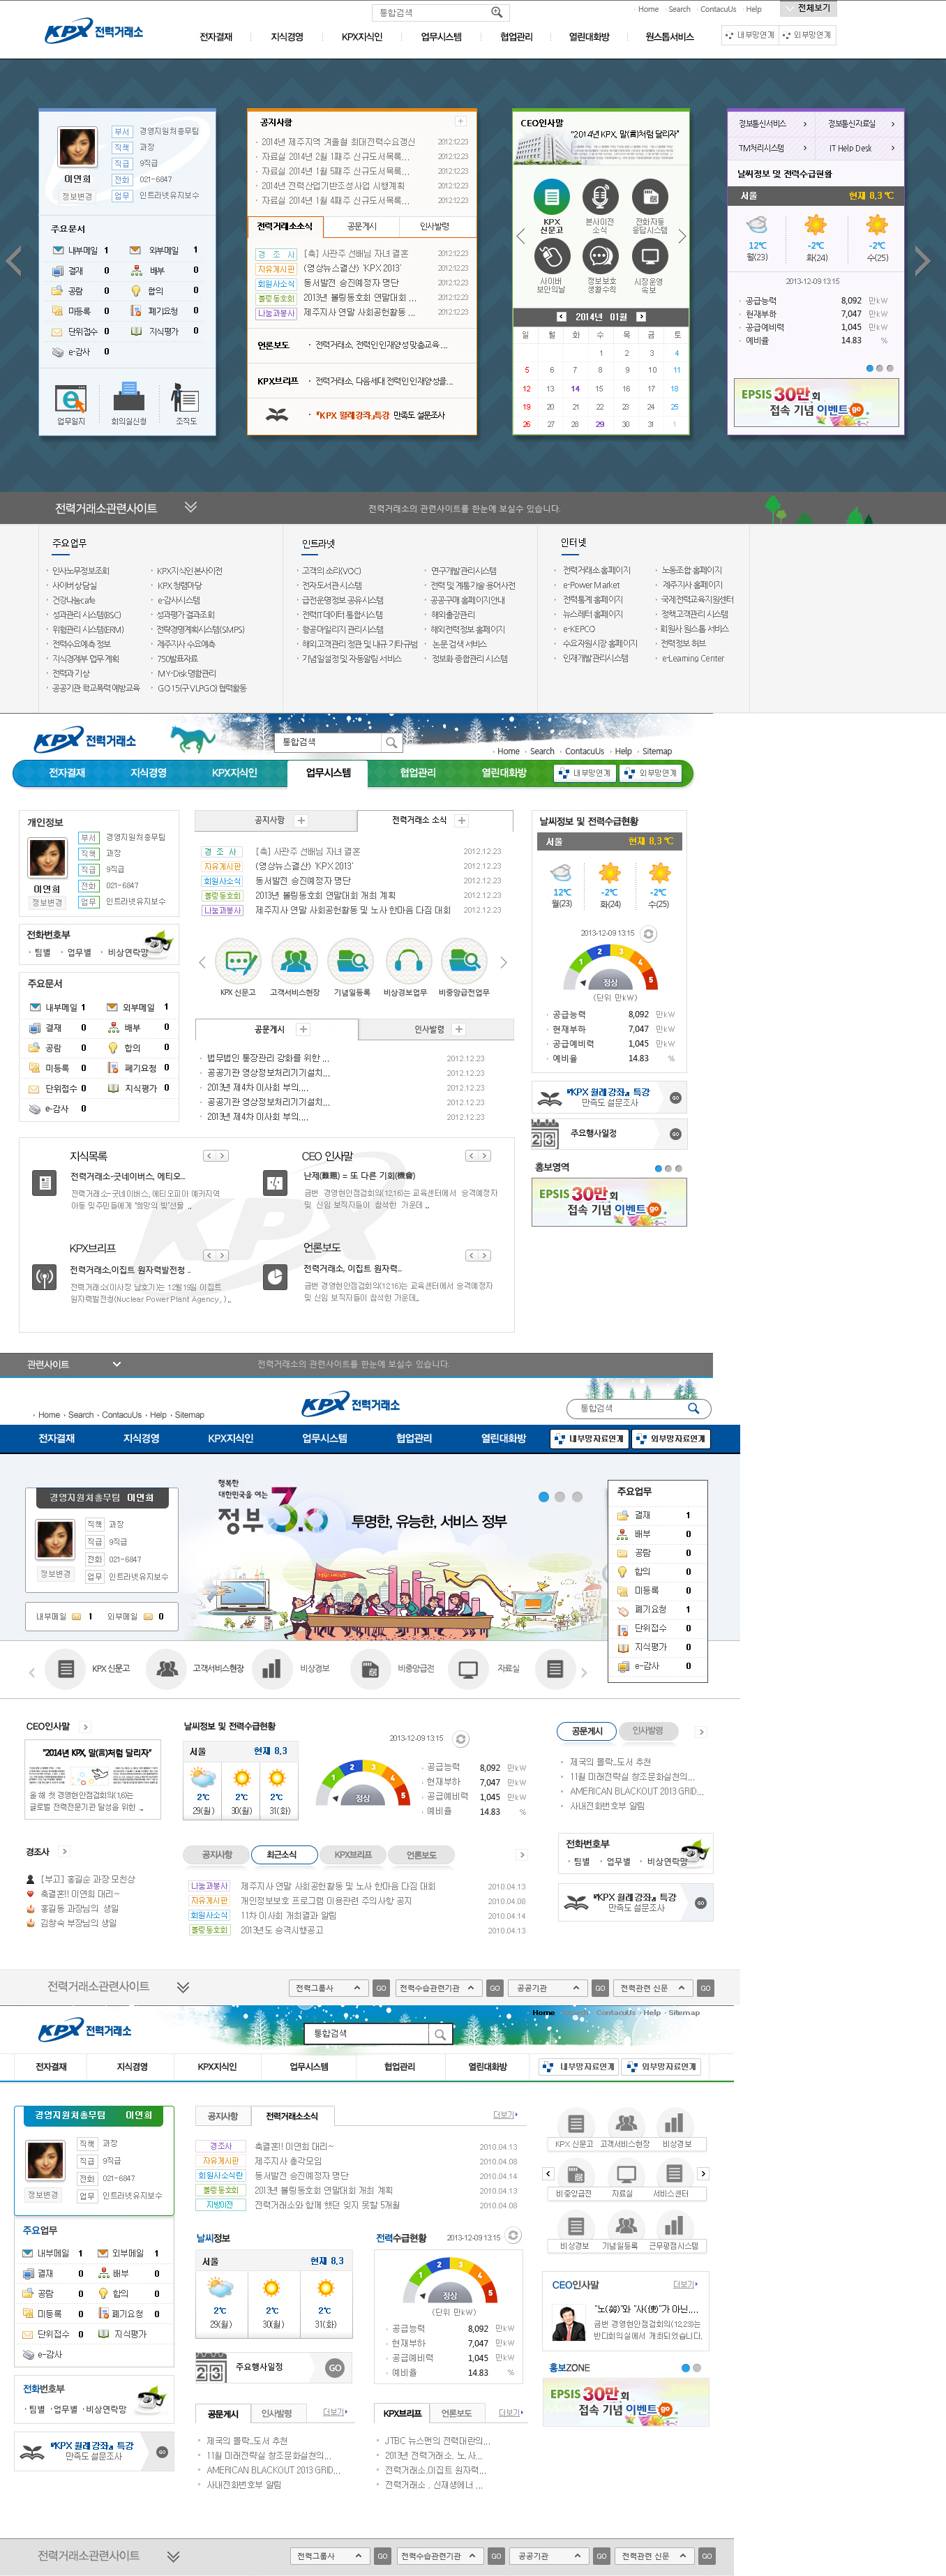 통합검색
Home Search ContacuUs Help 전체보기
KPX 전력거래소
전자결재 지식경영 KPX지식인 업무시스템 협업관리 열린대화방 원스톱서비스
내부망연계 외부망연계
부서 경영지원처총무팀
직책 과장
직급 9직급
전화 021-6847
업무 인트라넷유지보수
이연희
정보변경
주요문서
내부메일 1 외부메일 1
결재 0 배부 0
공람 0 협의 0
미등록 0 폐기요청 0
단위접수 0 지식평가 0
e-감사 0
업무일지 회의실신청 조직도
공지사항
2014년 제주지역 겨울철 최대전력수요갱신 2012.12.23
자료실 2014년 2월 1째주 신규도서목록... 2012.12.23
자료실 2014년 1월 5째주 신규도서목록... 2012.12.23
2014년 전력산업기반조성사업 시행계획 2012.12.23
자료실 2014년 1월 4째주 신규도서목록... 2012.12.23
전력거래소소식 공문게시 인사발령
경 조 사 [축] 사관주 선배님 자녀 결혼 2012.12.23
자유게시판 (영상뉴스결산) 'KPX 2013' 2012.12.23
회원사소식 동서발전 승진예정자 명단 2012.12.23
볼링동호회 2013년 볼링동호회 연말대회 ... 2012.12.23
나눔과봉사 제주지사 연말 사회공헌활동 ... 2012.12.23
언론보도 전력거래소, 전력인 인재양성 맞춤교육...
KPX브리프 전력거래소, 다음세대 전력인 인재양성을...
『KPX 월례강좌』특강 만족도 설문조사
CEO인사말
"2014년 KPX, 말(言)처럼 달리자"
KPX 신문고 본사이전 소식 전화자동 응답시스템
사이버 보안의날 정보보호 생활수학 시장운영 속보
2014년 01월
일 월 화 수 목 금 토
1 2 3 4
5 6 7 8 9 10 11
12 13 14 15 16 17 18
19 20 21 22 23 24 25
26 27 28 29 30 31 1
정보통신서비스 정보통신자료실
TM처리시스템 IT Help Desk
날씨정보 및 전력수급현황
서울 현재 8,3 ℃
12℃ -2℃ -2℃
월(23) 화(24) 수(25)
2013-12-09 13:15
공급능력 8,092 만kW
현재부하 7,047 만kW
공급예비력 1,045 만kW
예비율 14.83 %
EPSIS 30만회
접속 기념 이벤트 go
전력거래소관련사이트 전력거래소의 관련사이트를 한눈에 보실수 있습니다.
주요업무
인사노무정보조회 KPX지식인본사이전
사이버 상담실 KPX 청렴마당
건강나눔cafe e-감사시스템
성과관리 시스템(BSC) 성과평가 결과조회
위험관리 시스템(ERM) 전략경영계획시스템(SMPS)
전력수요예측 정보 제주지사 수요예측
지식경제부 업무 계획 750발표자료
전력과 기상 MY-Disk 명함관리
공공기관 학교폭력 예방교육 GO 15(구 VLPGO) 협력활동
인트라넷
고객의 소리(VOC) 연구개발관리시스템
전자도서관 시스템 전력 및 계통기술 용어사전
급전운영정보 공유시스템 공공구매 홈페이지안내
전력IT 데이터 통합시스템 해외출장관리
항공마일리지 관리시스템 해외전력정보 홈페이지
해외고객관리 정관 및 내규 기타규범 논문 검색 서비스
기념일설정 및 자동알림 서비스 정보화 종합관리 시스템
인터넷
전력거래소 홈페이지 노동조합 홈페이지
e-Power Market 제주지사 홈페이지
전력통계 홈페이지 국제전력교육지원센터
뉴스레터 홈페이지 정책고객관리 시스템
e-KEPCO 회원사 원스톱 서비스
수요자원시장 홈페이지 전력정보 허브
인재개발관리시스템 e-Learning Center
KPX 전력거래소
통합검색
Home Search ContacuUs Help Sitemap
전자결재 지식경영 KPX지식인 업무시스템 협업관리 열린대화방 내부망연계 외부망연계
개인정보
부서 경영지원처총무팀
직책 과장
직급 9직급
전화 021-6847
업무 인트라넷유지보수
이연희
정보변경
전화번호부
팀별 업무별 비상연락망
주요문서
내부메일 1 외부메일 1
결재 0 배부 0
공람 0 합의 0
미등록 0 폐기요청 0
단위접수 0 지식평가 0
e-감사 0
공지사항 전력거래소 소식
경 조 사 [축] 사관주 선배님 자녀 결혼 2012.12.23
자유게시판 (영상뉴스결산) 'KPX 2013' 2012.12.23
회원사소식 동서발전 승진예정자 명단 2012.12.23
볼링동호회 2013년 볼링동호회 연말대회 개최 계획 2012.12.23
나눔과봉사 제주지사 연말 사회공헌활동 및 노사 한마음 다짐 대회 2012.12.23
KPX 신문고 고객서비스헌장 기념일등록 비상경보업무 비중앙급전업무
공문게시 인사발령
법무법인 통장관리 강화를 위한 ... 2012.12.23
공공기관 영상정보처리기기설치... 2012.12.23
2013년 제4차 이사회 부의.... 2012.12.23
공공기관 영상정보처리기기설치... 2012.12.23
2013년 제4차 이사회 부의.... 2012.12.23
지식목록
전력거래소-굿네이버스, 에티오..
전력거래소-굿네이버스, 에티오피아 메키지역
아동 및주민들에게 '희망의 빛'선물 ..
CEO 인사말
난제(難題) = 또 다른 기회(機會)
금번 경영현안점검회의(12.16)는 교육센터에서 승격예정자
및 신임 보직자들이 참석한 가운데 ..
KPX브리프
전력거래소,이집트 원자력발전청 ..
전력거래소(이사장 남호기)는 12월19일 이집트
원자력발전청(Nuclear Power Plant Agency, ) ..
언론보도
전력거래소, 이집트 원자력..
금번 경영현안점검회의(12.16)는 교육센터에서 승격예정자
및 신임 보직자들이 참석한 가운데..
날씨정보 및 전력수급현황
서울 현재 8,3 ℃
12℃ -2℃ -2℃
월(23) 화(24) 수(25)
2013-12-09 13:15
1 2 3 4 5
정상
(단위 만kW)
공급능력 8,092 만kW
현재부하 7,047 만kW
공급예비력 1,045 만kW
예비율 14.83 %
『KPX 월례강좌』특강
만족도 설문조사
GO
주요행사일정 GO
홍보영역
EPSIS 30만회
접속 기념 이벤트 go
관련사이트 전력거래소의 관련사이트를 한눈에 보실수 있습니다.
Home Search ContacuUs Help Sitemap
KPX 전력거래소
통합검색
전자결재 지식경영 KPX지식인 업무시스템 협업관리 열린대화방 내부망자료연계 외부망자료연계
경영지원처총무팀 이연희
직책 과장
직급 9직급
전화 021-6847
업무 인트라넷유지보수
정보변경
내부메일 1 외부메일 0
행복한
대한민국을 여는
정부3.0
투명한, 유능한, 서비스 정부
주요업무
결재 1
배부 0
공람 0
합의 0
미등록 0
폐기요청 1
단위접수 0
지식평가 0
e-감사 0
KPX 신문고 고객서비스헌장 비상경보 비중앙급전 자료실
CEO인사말
"2014년 KPX, 말(言)처럼 달리자"
올 해 첫 경영현안점검회의(1.6)는
글로벌 전력전문기관 달성을 위한 ..
날씨정보 및 전력수급현황
서울 현재 8,3
2℃ 2℃ 2℃
29(월) 30(월) 31(화)
2013-12-09 13:15
1 2 3 4 5
정상
공급능력 8,092 만kW
현재부하 7,047 만kW
공급예비력 1,045 만kW
예비율 14.83 %
공문게시 인사발령
제국의 몰락..도서 추천
11월 미래전략실 창조문화실천의...
AMERICAN BLACKOUT 2013 GRID...
사내전화번호부 알림
경조사
[부고] 홍길순 과장 모친상
축결혼!! 이연희 대리~
홍길동 과장님의 생일
김창숙 부장님의 생일
공지사항 최근소식 KPX브리프 언론보도
나눔과봉사 제주지사 연말 사회공헌활동 및 노사 한마음 다짐 대회 2010.04.13
자유게시판 개인정보보호 프로그램 이용관련 주의사항 공지 2010.04.08
회원사소식 11차 이사회 개최결과 알림 2010.04.14
볼링동호회 2013년도 승격시행공고 2010.04.13
전화번호부
팀별 업무별 비상연락망
『KPX 월례강좌』특강
만족도 설문조사
GO
전력거래소관련사이트 전력그룹사 GO 전력수습관련기관 GO 공공기관 GO 전력관련 신문 GO
KPX 전력거래소
통합검색
Home Search ContacuUs Help Sitemap
전자결재 지식경영 KPX지식인 업무시스템 협업관리 열린대화방 내부망자료연계 외부망자료연계
경영지원처총무팀 이연희
직책 과장
직급 9직급
전화 021-6847
업무 인트라넷유지보수
정보변경
주요업무
내부메일 1 외부메일 1
결재 0 배부 0
공람 0 합의 0
미등록 0 폐기요청 0
단위접수 0 지식평가
e-감사
전화번호부
팀별 업무별 비상연락망
『KPX 월례강좌』특강
만족도 설문조사
GO
공지사항 전력거래소소식 더보기
경조사 축결혼!! 이연희 대리~ 2010.04.13
자유게시판 제주지사 총각모임 2010.04.08
회원사소식란 동서발전 승진예정자 명단 2010.04.14
볼링동호회 2013년 볼링동호회 연말대회 개최 계획 2010.04.13
지방이전 전력거래소와 함께 했던 잊지 못할 5개월 2010.04.08
날씨정보
서울 현재 8,3
2℃ 2℃ 2℃
29(월) 30(월) 31(화)
주요행사일정 GO
전력수급현황 2013-12-09 13:15
1 2 3 4 5
정상
(단위 만kW)
공급능력 8,092 만kW
현재부하 7,047 만kW
공급예비력 1,045 만kW
예비율 14.83 %
공문게시 인사발령 더보기
제국의 몰락..도서 추천
11월 미래전략실 창조문화실천의...
AMERICAN BLACKOUT 2013 GRID...
사내전화번호부 알림
KPX브리프 언론보도 더보기
JTBC 뉴스맨의 전력대란의...
2013년 전력거래소, 노.사...
전력거래소,이집트 원자력...
전력거래소 , 신재생에너 ...
KPX 신문고 고객서비스헌장 비상경보
비중앙급전 자료실 서비스센터
비상경보 기념일등록 근무평점시스템
CEO인사말 더보기
금번 경영현안점검회의(12,23)는
반디회의실에서 개최되었습니다.
홍보ZONE
EPSIS 30만회
접속 기념 이벤트 go
전력거래소관련사이트 전력그룹사 GO 전력수습관련기관 GO 공공기관 GO 전력관련 신문 GO